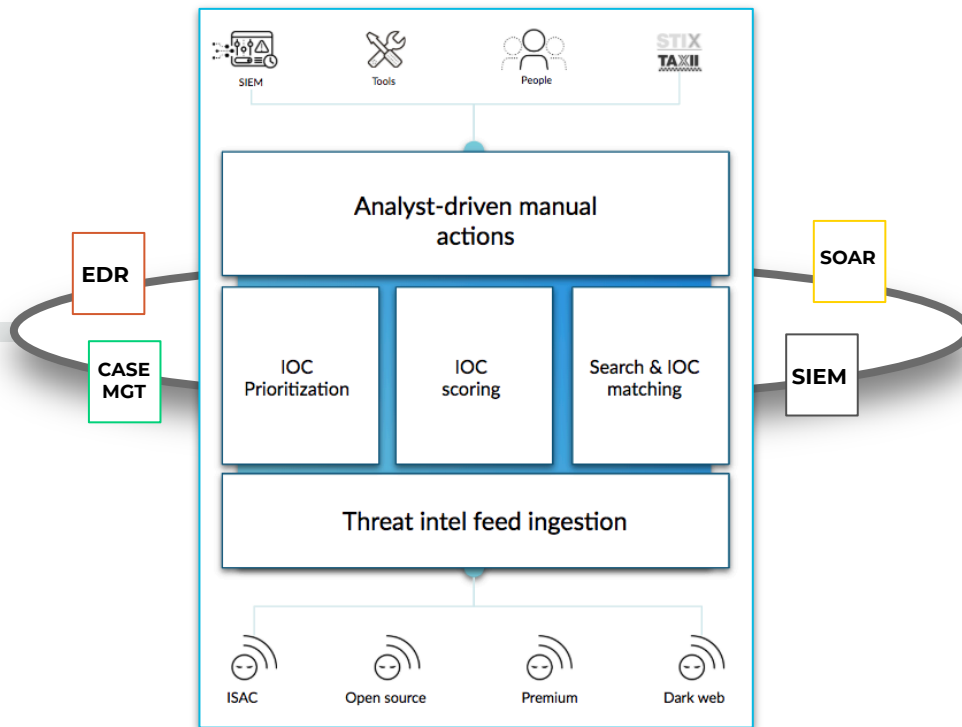 SIEM
Tools
People
STIX
TAXII
Analyst-driven manual
actions
EDR
SOAR
CASE
MGT
SIEM
IOC
Prioritization
IOC
scoring
Search & IOC
matching
Threat intel feed ingestion
ISAC
Open source
Premium
Dark web